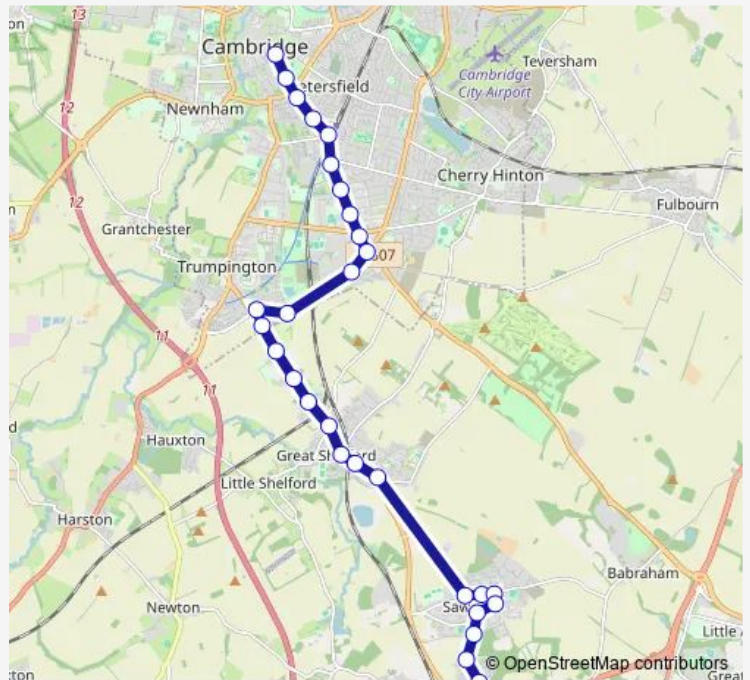 13
Cambridge
Teversham
Cambridge
City Airport
12
Newnham
Cherry Hinton
12
Fulbourn
Grantchester
Trumpington
11
11
Hauxton
Little Shelford
Harston
Babraham
Newton
Little
© OpenStreetMap contributors